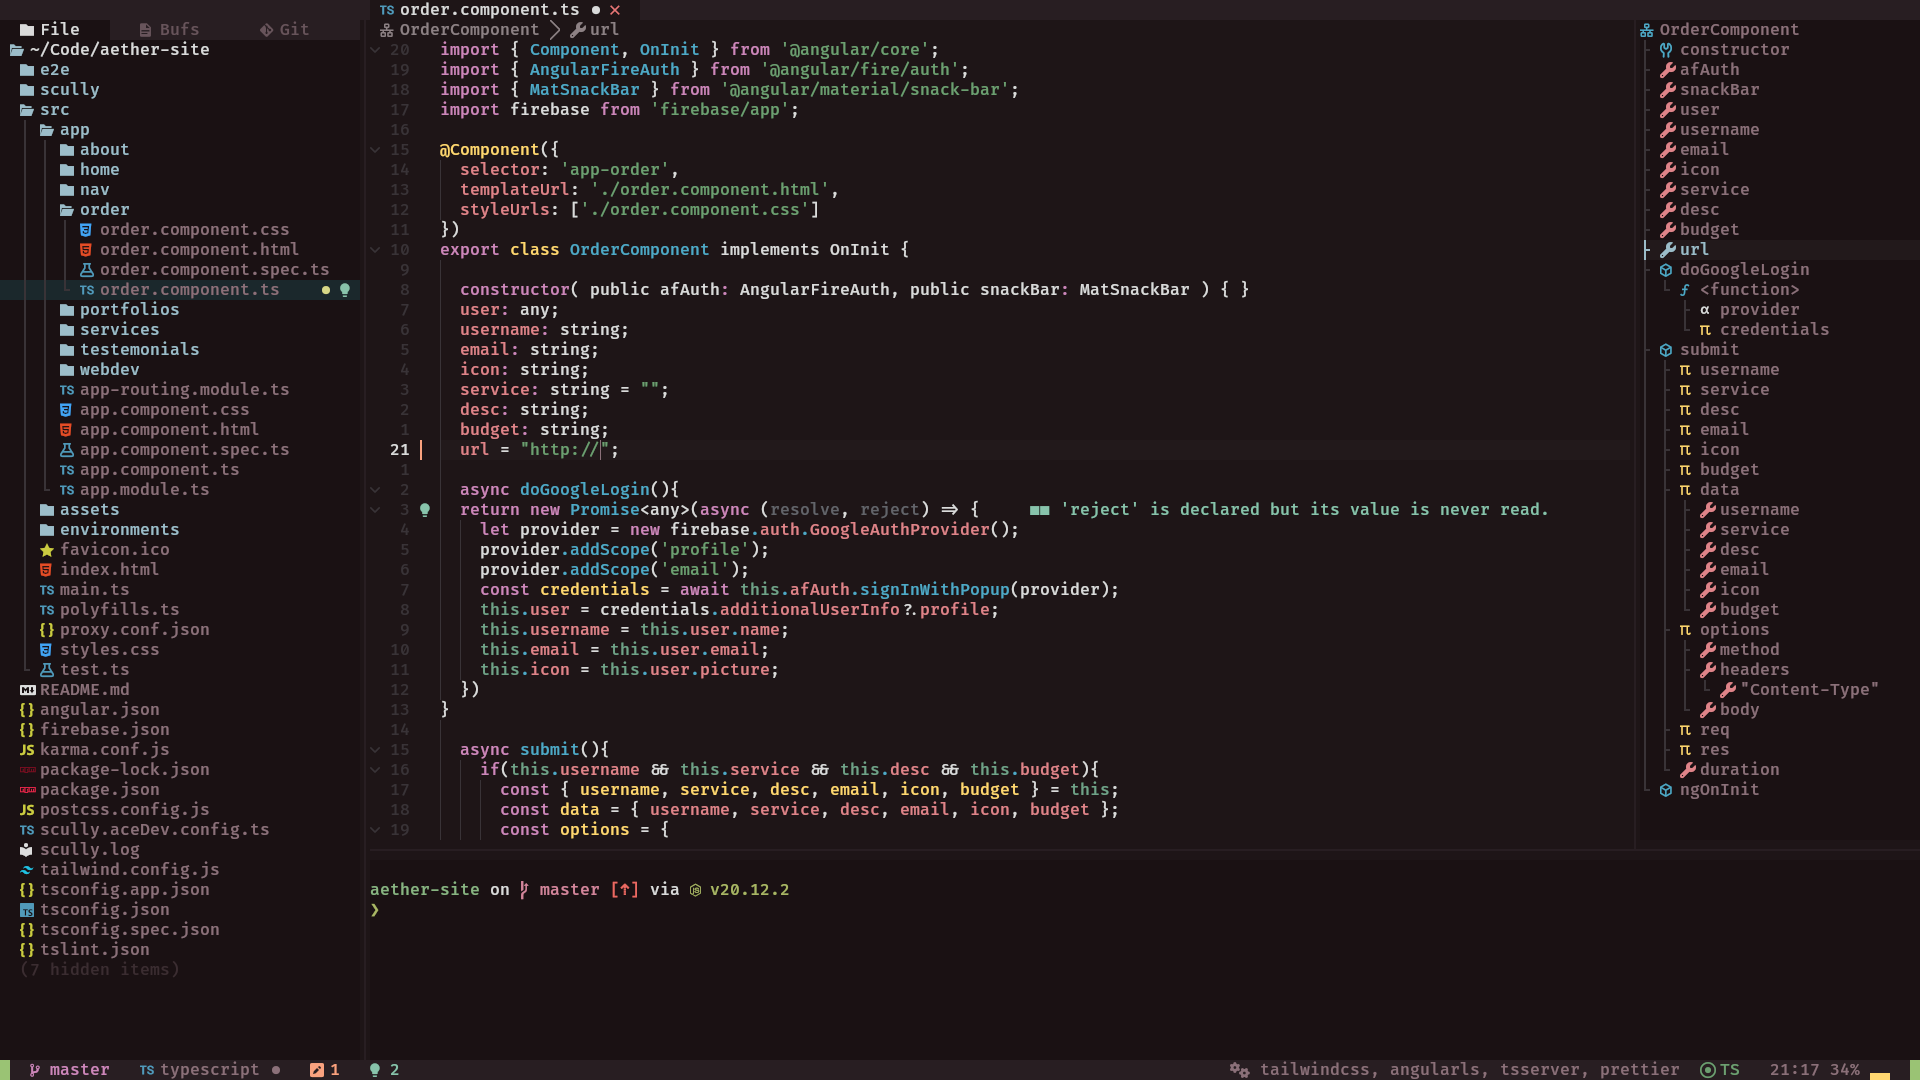 TS order.component.ts ● ✕
File Bufs Git
~/Code/aether-site
e2e
scully
src
app
about
home
nav
order
order.component.css
order.component.html
order.component.spec.ts
TS order.component.ts
portfolios
services
testemonials
webdev
TS app-routing.module.ts
app.component.css
app.component.html
app.component.spec.ts
TS app.component.ts
TS app.module.ts
assets
environments
favicon.ico
index.html
TS main.ts
TS polyfills.ts
{} proxy.conf.json
styles.css
test.ts
README.md
{} angular.json
{} firebase.json
JS karma.conf.js
package-lock.json
package.json
JS postcss.config.js
TS scully.aceDev.config.ts
scully.log
tailwind.config.js
{} tsconfig.app.json
TS tsconfig.json
{} tsconfig.spec.json
{} tslint.json
(7 hidden items)
OrderComponent > url
20 import { Component, OnInit } from '@angular/core';
19 import { AngularFireAuth } from '@angular/fire/auth';
18 import { MatSnackBar } from '@angular/material/snack-bar';
17 import firebase from 'firebase/app';
16
15 @Component({
14 selector: 'app-order',
13 templateUrl: './order.component.html',
12 styleUrls: ['./order.component.css']
11 })
10 export class OrderComponent implements OnInit {
9
8 constructor( public afAuth: AngularFireAuth, public snackBar: MatSnackBar ) { }
7 user: any;
6 username: string;
5 email: string;
4 icon: string;
3 service: string = "";
2 desc: string;
1 budget: string;
21 url = "http://";
1
2 async doGoogleLogin(){
3 return new Promise<any>(async (resolve, reject) => { ■■ 'reject' is declared but its value is never read.
4 let provider = new firebase.auth.GoogleAuthProvider();
5 provider.addScope('profile');
6 provider.addScope('email');
7 const credentials = await this.afAuth.signInWithPopup(provider);
8 this.user = credentials.additionalUserInfo?.profile;
9 this.username = this.user.name;
10 this.email = this.user.email;
11 this.icon = this.user.picture;
12 })
13 }
14
15 async submit(){
16 if(this.username && this.service && this.desc && this.budget){
17 const { username, service, desc, email, icon, budget } = this;
18 const data = { username, service, desc, email, icon, budget };
19 const options = {
OrderComponent
constructor
afAuth
snackBar
user
username
email
icon
service
desc
budget
url
doGoogleLogin
f <function>
α provider
π credentials
submit
π username
π service
π desc
π email
π icon
π budget
π data
username
service
desc
email
icon
budget
π options
method
headers
"Content-Type"
body
π req
π res
duration
ngOnInit
aether-site on master [↑] via v20.12.2
❯
master TS typescript ● 1 2 tailwindcss, angularls, tsserver, prettier TS 21:17 34%